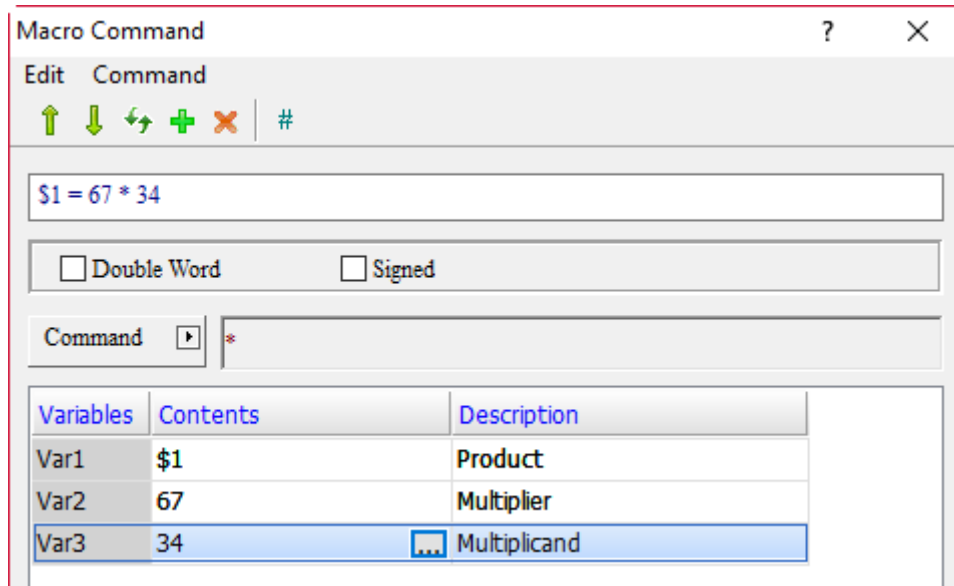 Macro Command ?
Edit Command
#
$1 = 67 * 34
Double Word Signed
Command *
Variables Contents Description
Var1 $1 Product
Var2 67 Multiplier
Var3 34 ... Multiplicand